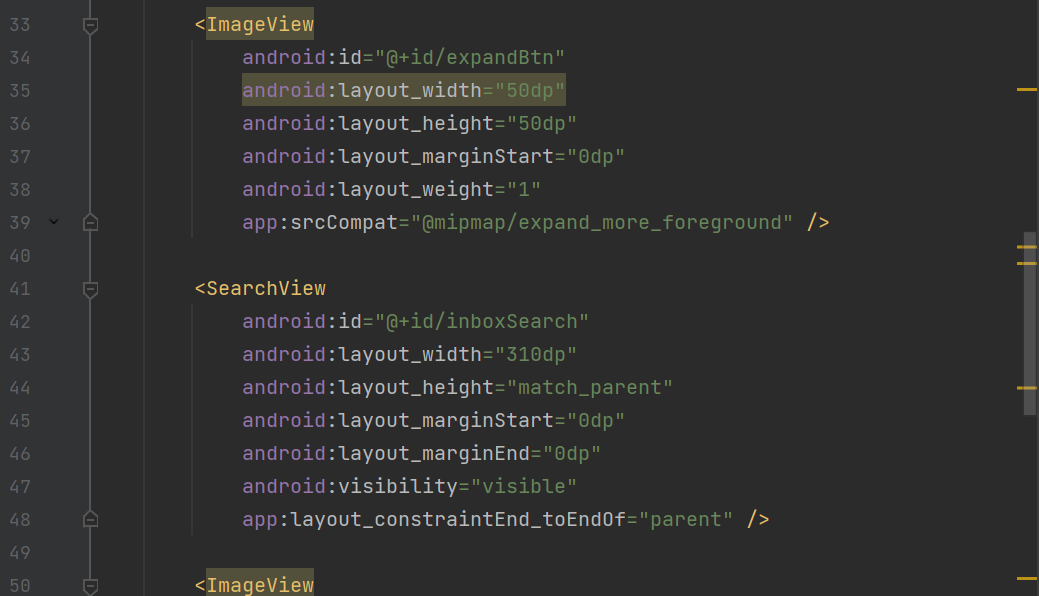 33 <ImageView
34 android:id="@+id/expandBtn"
35 android:layout_width="50dp"
36 android:layout_height="50dp"
37 android:layout_marginStart="0dp"
38 android:layout_weight="1"
39 app:srcCompat="@mipmap/expand_more_foreground" />
40
41 <SearchView
42 android:id="@+id/inboxSearch"
43 android:layout_width="310dp"
44 android:layout_height="match_parent"
45 android:layout_marginStart="0dp"
46 android:layout_marginEnd="0dp"
47 android:visibility="visible"
48 app:layout_constraintEnd_toEndOf="parent" />
49
50 <ImageView